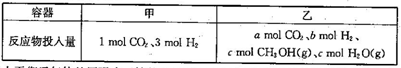 容器 甲 乙
反应物投入量 1 mol CO₂、3 mol H₂ a mol CO₂、b mol H₂、
c mol CH₃OH(g)、c mol H₂O(g)